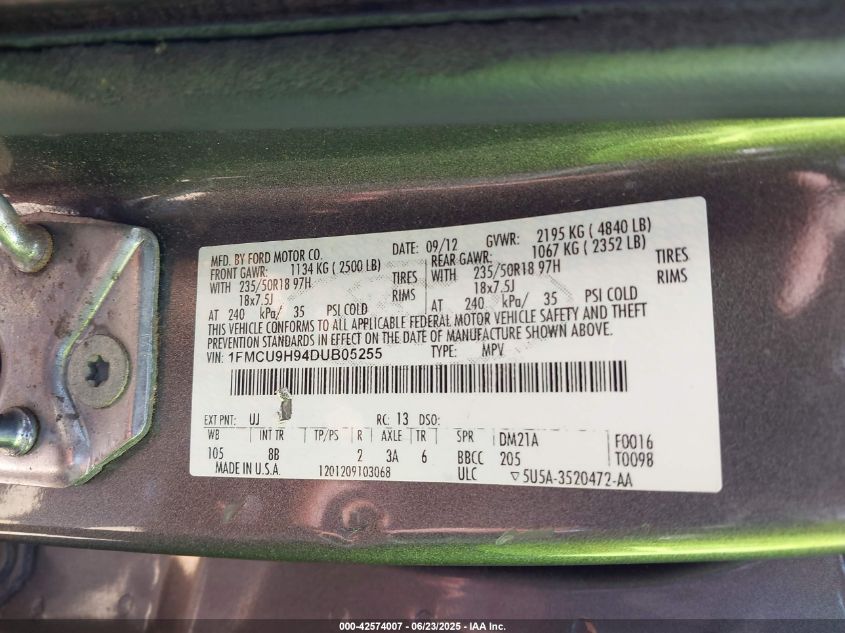 MFD. BY FORD MOTOR CO. DATE: 09/12 GVWR: 2195 KG ( 4840 LB)
FRONT GAWR: 1134 KG ( 2500 LB) REAR GAWR: 1067 KG ( 2352 LB)
WITH 235/50R18 97H TIRES WITH 235/50R18 97H TIRES
18x7.5J RIMS 18x7.5J RIMS
AT 240 kPa/ 35 PSI COLD AT 240 kPa/ 35 PSI COLD
THIS VEHICLE CONFORMS TO ALL APPLICABLE FEDERAL MOTOR VEHICLE SAFETY AND THEFT
PREVENTION STANDARDS IN EFFECT ON THE DATE OF MANUFACTURE SHOWN ABOVE.
VIN: 1FMCU9H94DUB05255 TYPE: MPV
EXT PNT: UJ RC: 13 DSO:
WB INT TR TP/PS R AXLE TR SPR DM21A F0016
105 8B 2 3A 6 BBCC 205 T0098
MADE IN U.S.A. 1201209103068 ULC ▽5U5A-3520472-AA
000-42574007 - 06/23/2025 - IAA Inc.